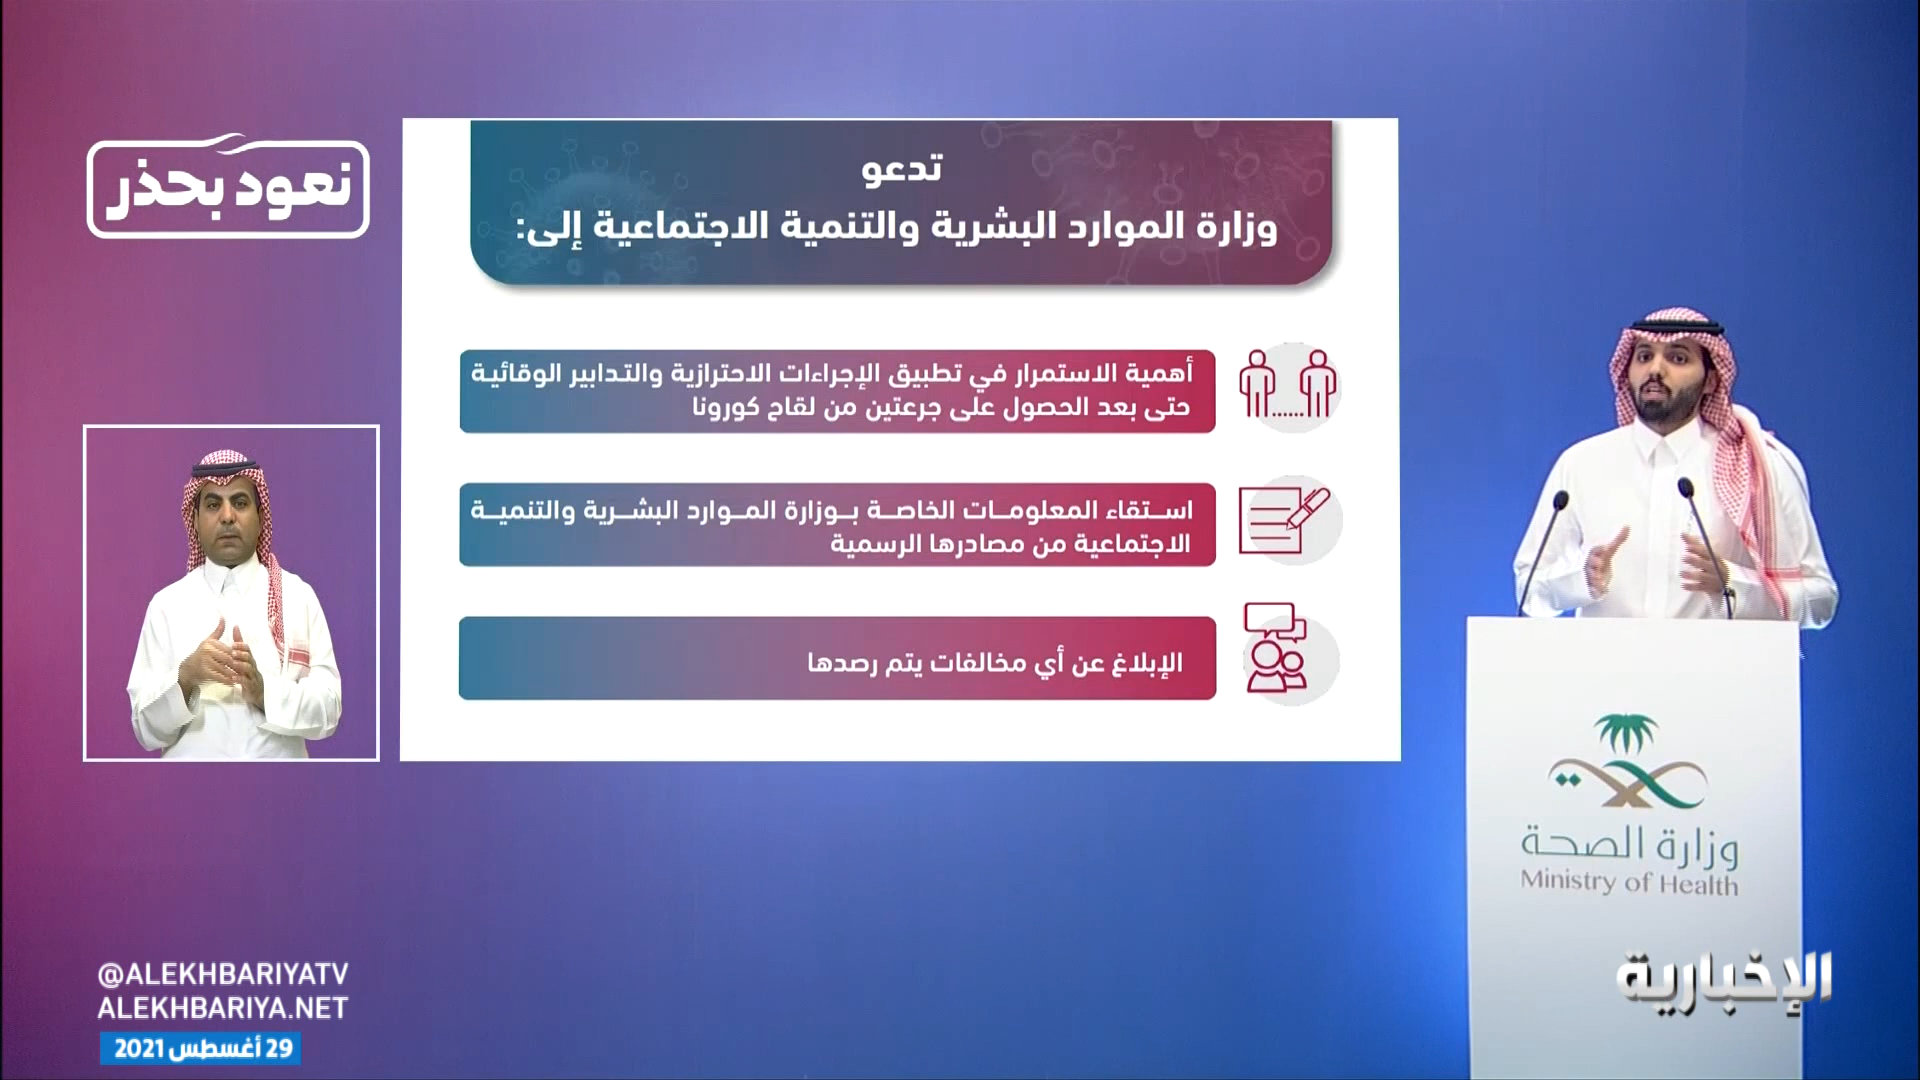 نعود بحذر
تدعو
وزارة الموارد البشرية والتنمية الاجتماعية إلى:
أهمية الاستمرار في تطبيق الإجراءات الاحترازية والتدابير الوقائية
حتى بعد الحصول على جرعتين من لقاح كورونا
استقاء المعلومات الخاصة بوزارة الموارد البشرية والتنمية
الاجتماعية من مصادرها الرسمية
الإبلاغ عن أي مخالفات يتم رصدها
وزارة الصحة
Ministry of Health
الإخبارية
@ALEKHBARIYATV
ALEKHBARIYA.NET
29 أغسطس 2021